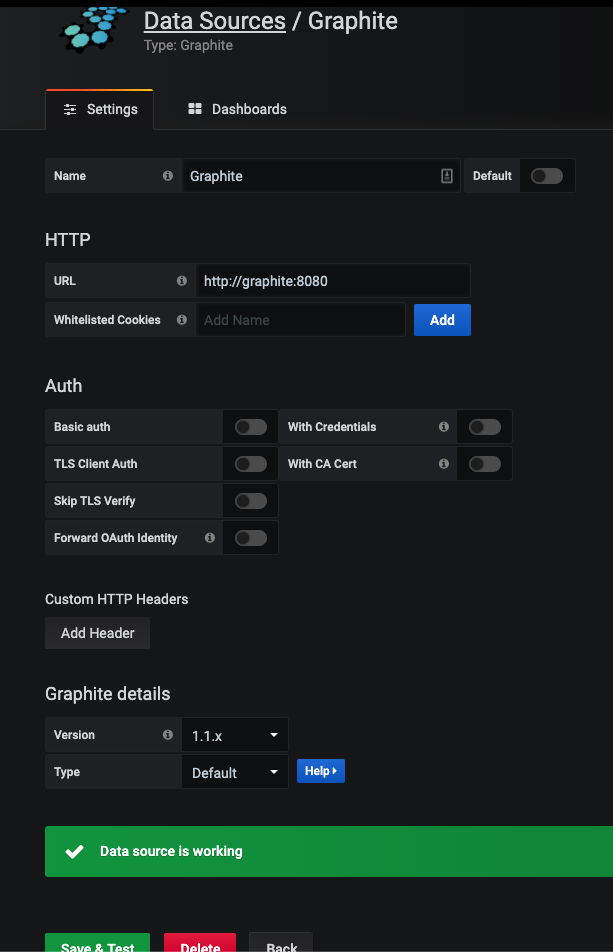 Data Sources / Graphite
Type: Graphite
Settings Dashboards
Name Graphite Default
HTTP
URL http://graphite:8080
Whitelisted Cookies Add Name Add
Auth
Basic auth With Credentials
TLS Client Auth With CA Cert
Skip TLS Verify
Forward OAuth Identity
Custom HTTP Headers
Add Header
Graphite details
Version 1.1.x
Type Default Help
Data source is working
Save & Test Delete Back